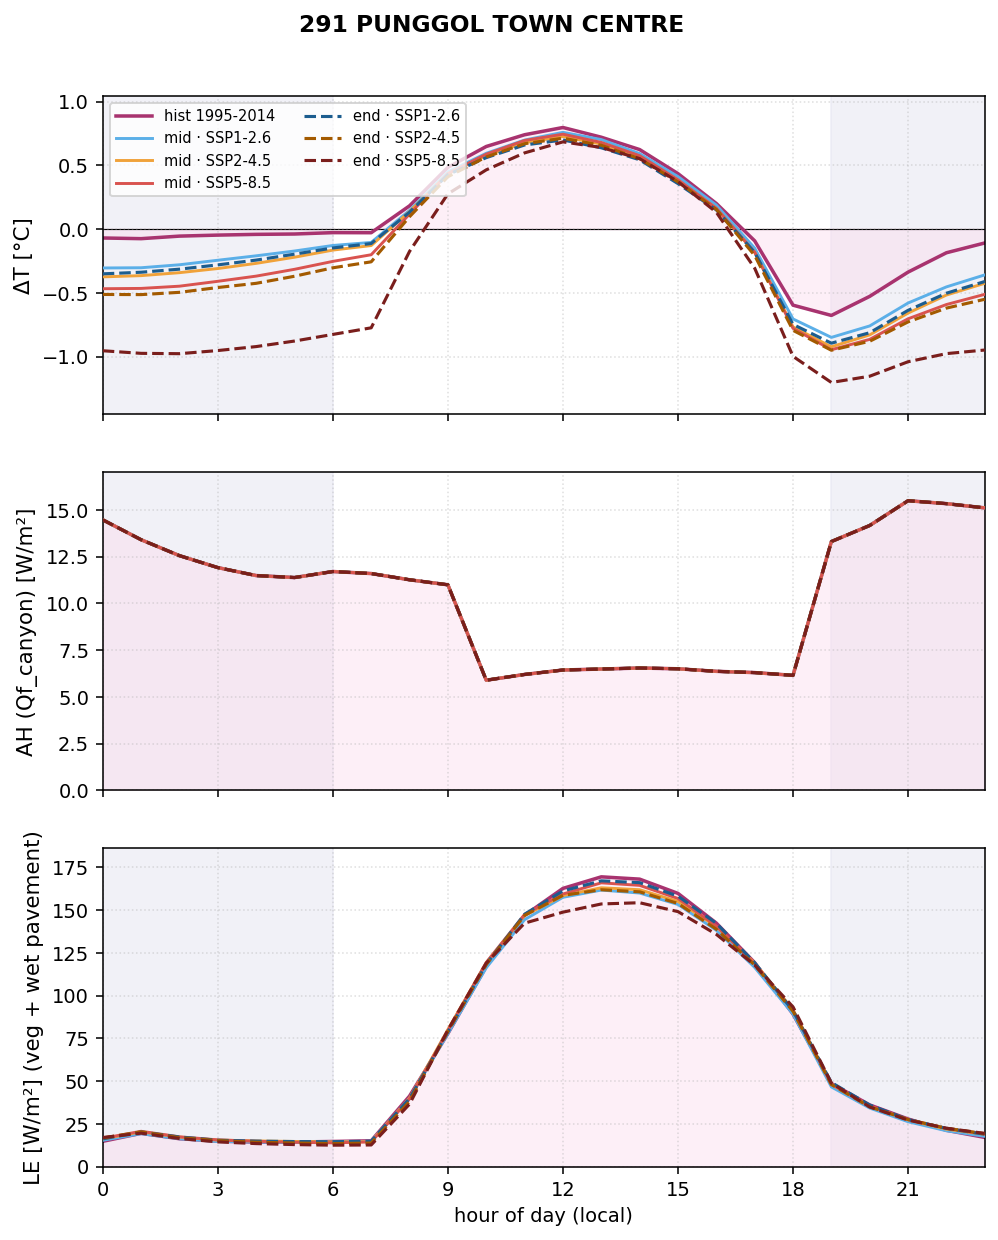 291 PUNGGOL TOWN CENTRE
ΔT [°C]
1.0
0.5
0.0
−0.5
−1.0
hist 1995-2014
mid · SSP1-2.6
mid · SSP2-4.5
mid · SSP5-8.5
end · SSP1-2.6
end · SSP2-4.5
end · SSP5-8.5
AH (Qf_canyon) [W/m²]
15.0
12.5
10.0
7.5
5.0
2.5
0.0
LE [W/m²] (veg + wet pavement)
175
150
125
100
75
50
25
0
0 3 6 9 12 15 18 21
hour of day (local)